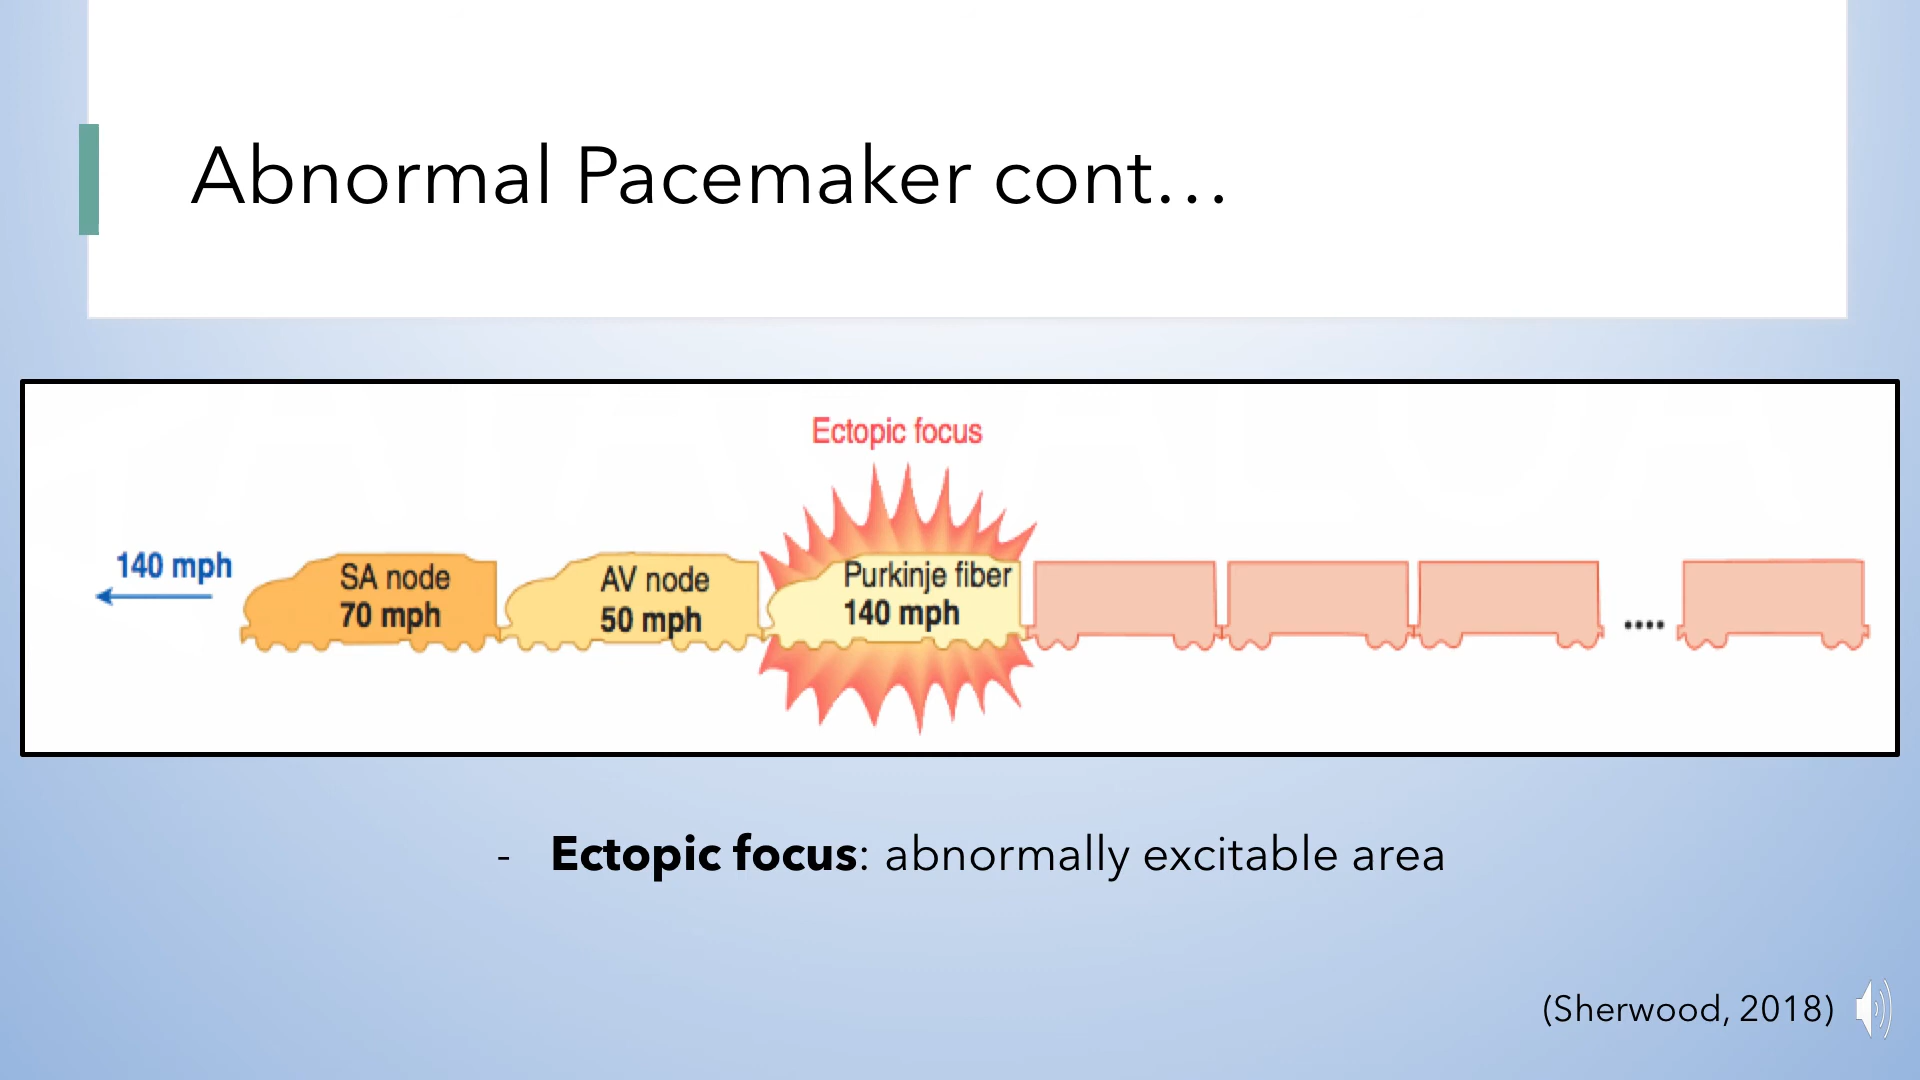 Abnormal Pacemaker cont…
Ectopic focus
140 mph
SA node
70 mph
AV node
50 mph
Purkinje fiber
140 mph
....
- Ectopic focus: abnormally excitable area
(Sherwood, 2018)